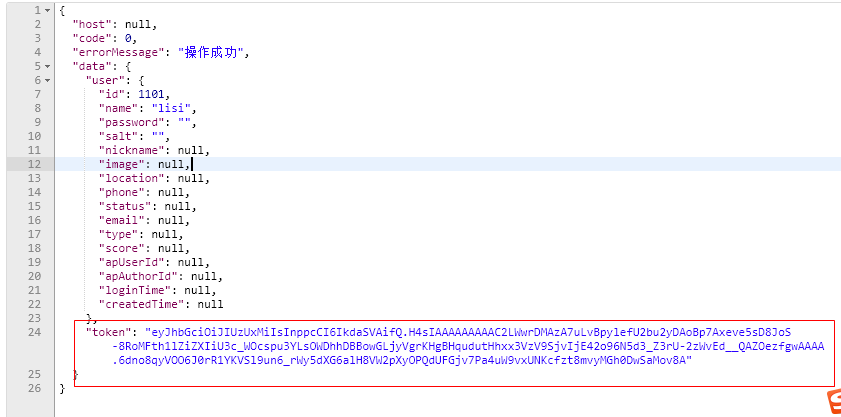 1 {
2 "host": null,
3 "code": 0,
4 "errorMessage": "操作成功",
5 "data": {
6 "user": {
7 "id": 1101,
8 "name": "lisi",
9 "password": "",
10 "salt": "",
11 "nickname": null,
12 "image": null,
13 "location": null,
14 "phone": null,
15 "status": null,
16 "email": null,
17 "type": null,
18 "score": null,
19 "apUserId": null,
20 "apAuthorId": null,
21 "loginTime": null,
22 "createdTime": null
23 },
24 "token": "eyJhbGciOiJIUzUxMiIsInppcCI6IkdaSVAifQ.H4sIAAAAAAAAAC2LWwrDMAzA7uLvBpylefU2bu2yDAoBp7Axeve5sD8JoS
-8RoMFth1lZiZXIiU3c_WOcspu3YLsOWDhhDBBowGLjyVgrKHgBHqudutHhxx3VzV9SjvIjE42o96N5d3_Z3rU-2zWvEd__QAZOezfgwAAAA
.6dno8qyVOO6J0rR1YKVSl9un6_rWy5dXG6alH8VW2pXyOPQdUFGjv7Pa4uW9vxUNKcfzt8mvyMGh0DwSaMov8A"
25 }
26 }